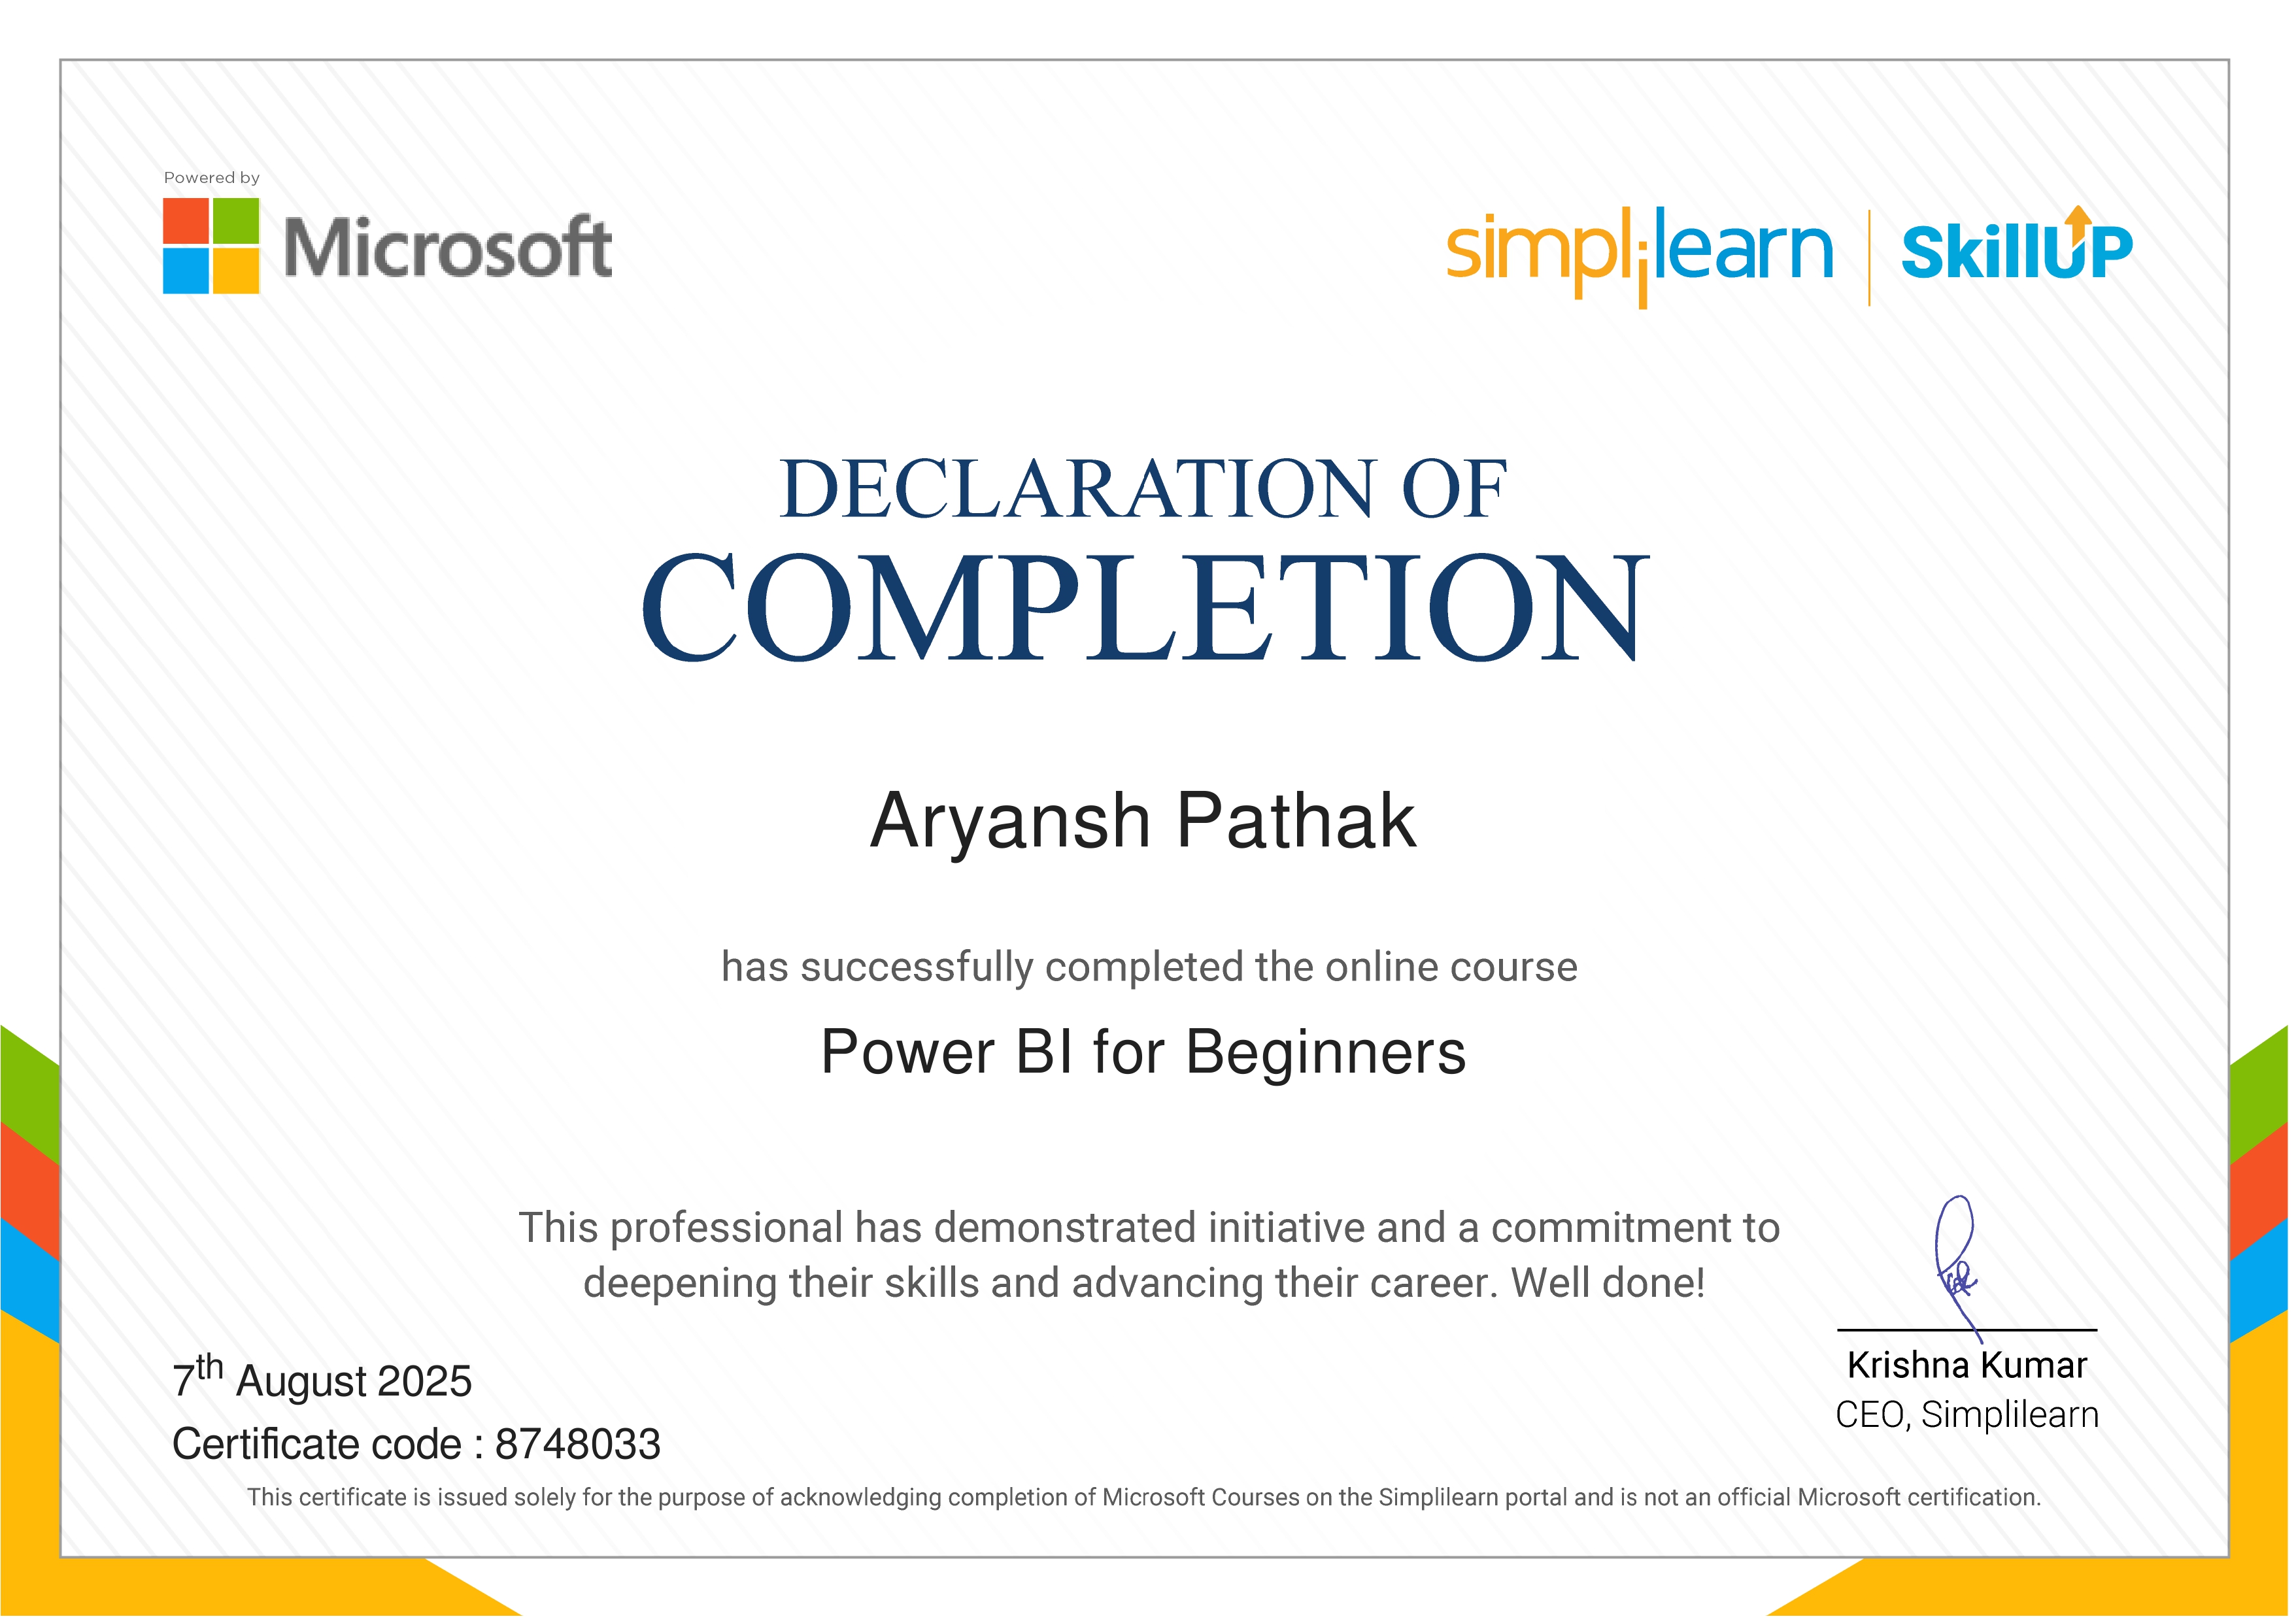 Powered by
Microsoft
simplilearn | SkillUP
DECLARATION OF
COMPLETION
Aryansh Pathak
has successfully completed the online course
Power BI for Beginners
This professional has demonstrated initiative and a commitment to
deepening their skills and advancing their career. Well done!
7th August 2025
Certificate code : 8748033
Krishna Kumar
CEO, Simplilearn
This certificate is issued solely for the purpose of acknowledging completion of Microsoft Courses on the Simplilearn portal and is not an official Microsoft certification.